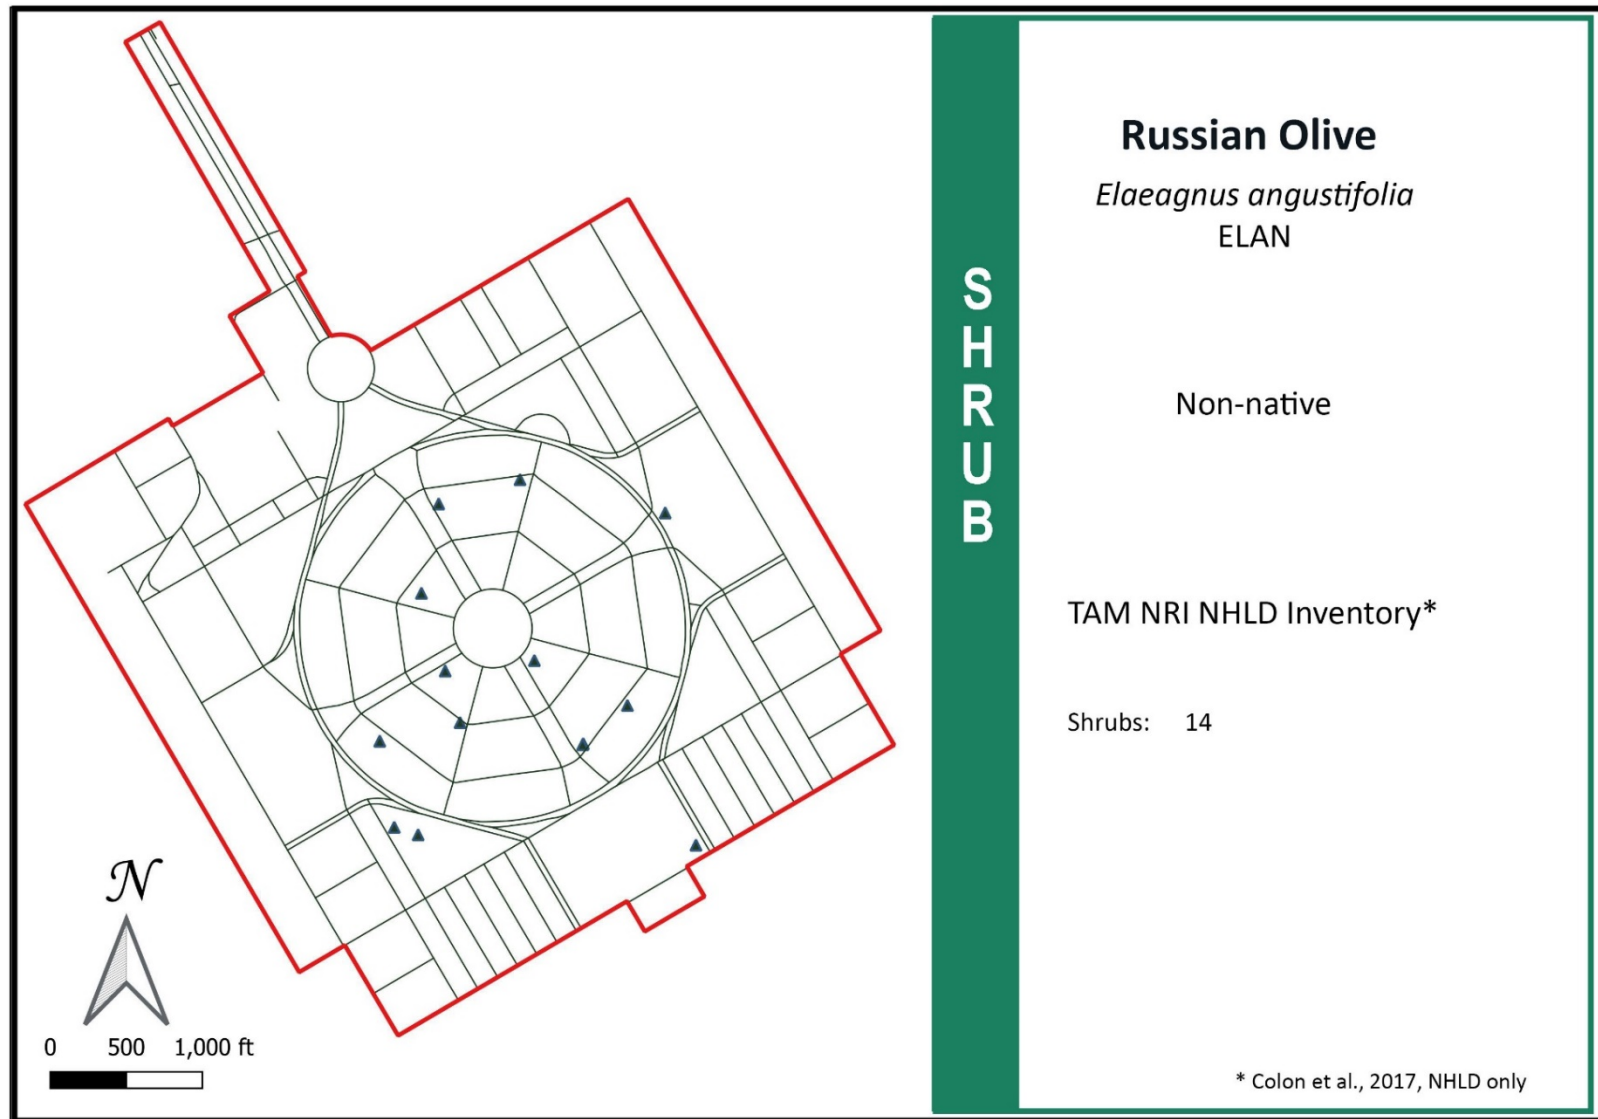 Russian Olive
Elaeagnus angustifolia
ELAN
Non-native
TAM NRI NHLD Inventory*
Shrubs: 14
* Colon et al., 2017, NHLD only
SHRUB
N
0 500 1,000 ft